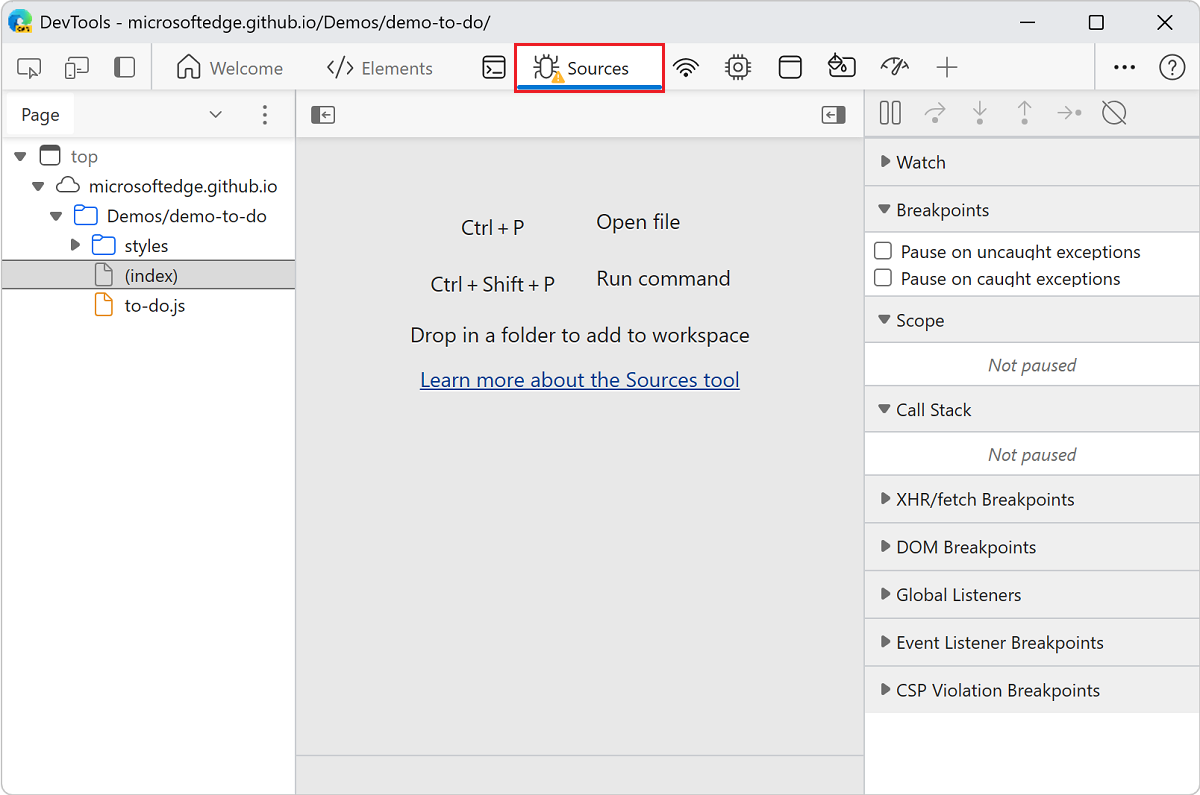 DevTools - microsoftedge.github.io/Demos/demo-to-do/
Welcome
Elements
Sources
Page
top
microsoftedge.github.io
Demos/demo-to-do
styles
(index)
to-do.js
Ctrl + P Open file
Ctrl + Shift + P Run command
Drop in a folder to add to workspace
Learn more about the Sources tool
Watch
Breakpoints
Pause on uncaught exceptions
Pause on caught exceptions
Scope
Not paused
Call Stack
Not paused
XHR/fetch Breakpoints
DOM Breakpoints
Global Listeners
Event Listener Breakpoints
CSP Violation Breakpoints